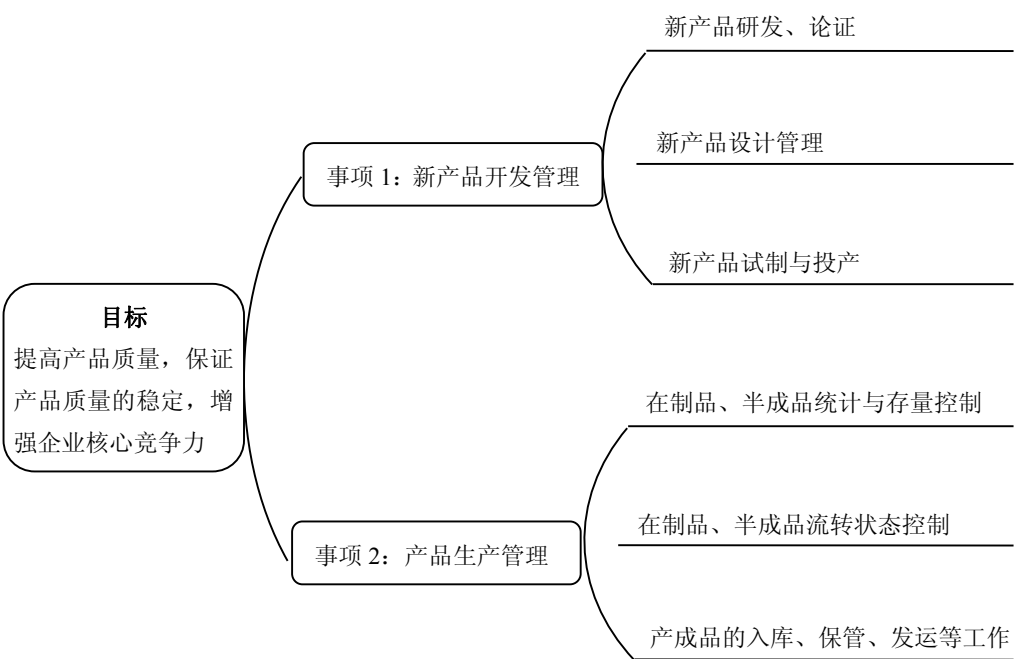 目标
提高产品质量，保证
产品质量的稳定，增
强企业核心竞争力
事项 1：新产品开发管理
新产品研发、论证
新产品设计管理
新产品试制与投产
事项 2：产品生产管理
在制品、半成品统计与存量控制
在制品、半成品流转状态控制
产成品的入库、保管、发运等工作